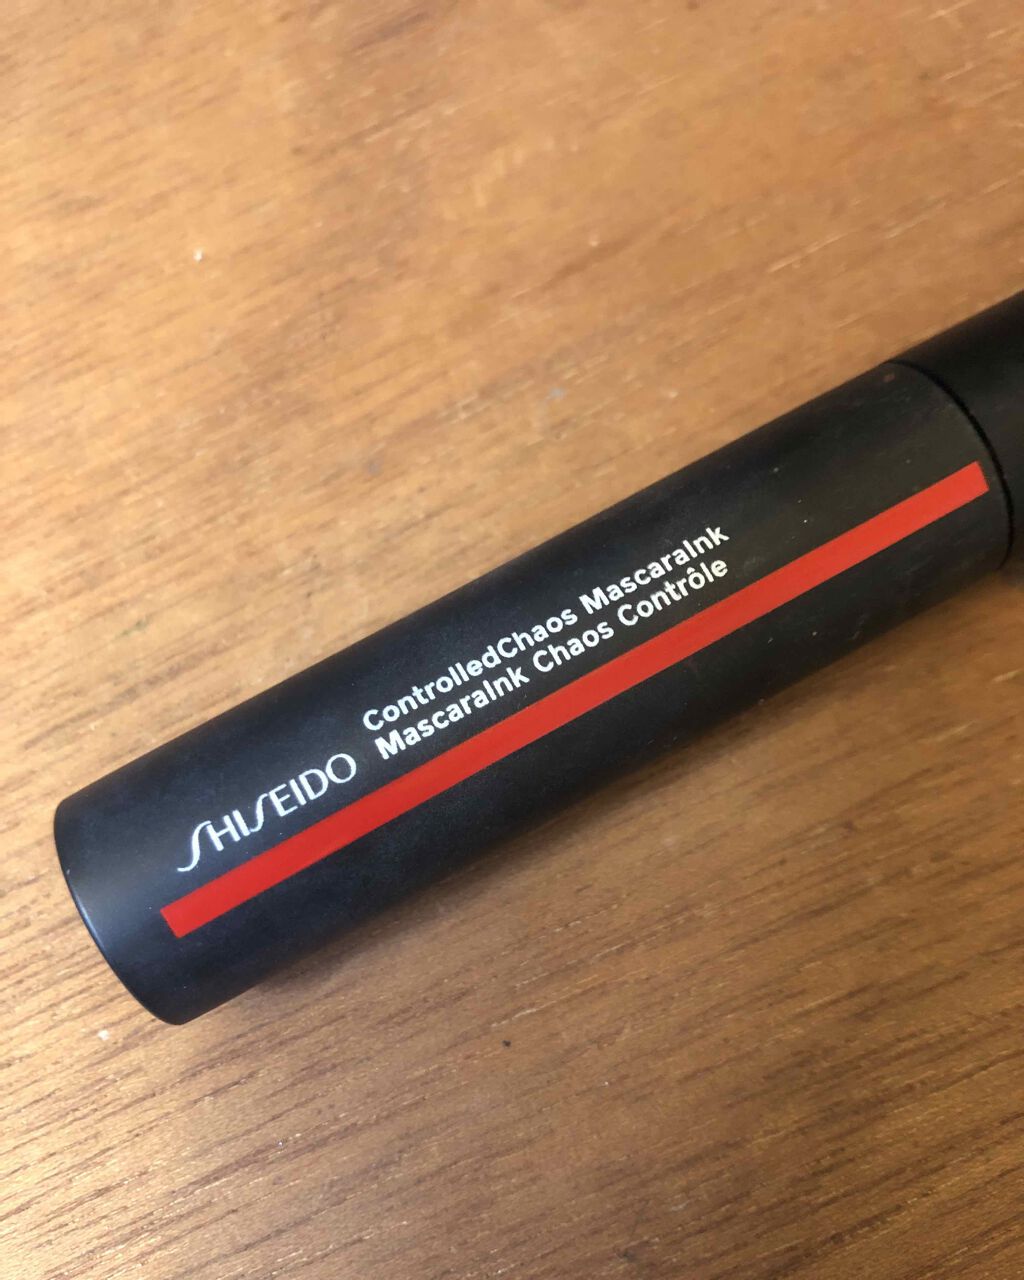 SHISEIDO
ControlledChaos MascaraInk
MascaraInk Chaos Contrôle